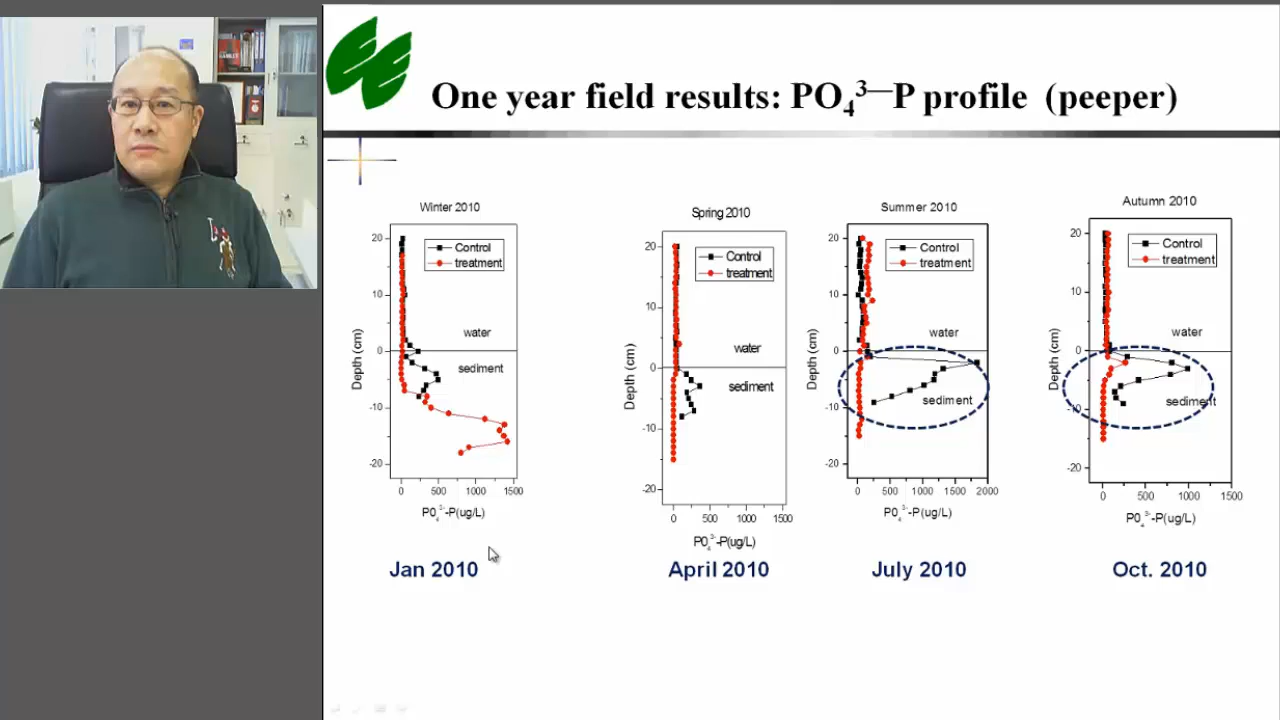 One year field results: PO₄³⁻–P profile (peeper)
Winter 2010
Control
treatment
water
sediment
Depth (cm)
20
10
0
-10
-20
0 500 1000 1500
PO₄³⁻-P(ug/L)
Jan 2010
Spring 2010
Control
treatment
water
sediment
Depth (cm)
20
10
0
-10
-20
0 500 1000 1500
PO₄³⁻-P(ug/L)
April 2010
Summer 2010
Control
treatment
water
sediment
Depth (cm)
20
10
0
-10
-20
0 500 1000 1500 2000
PO₄³⁻-P(ug/L)
July 2010
Autumn 2010
Control
treatment
water
sediment
Depth (cm)
20
10
0
-10
-20
0 500 1000 1500
PO₄³⁻-P(ug/L)
Oct. 2010